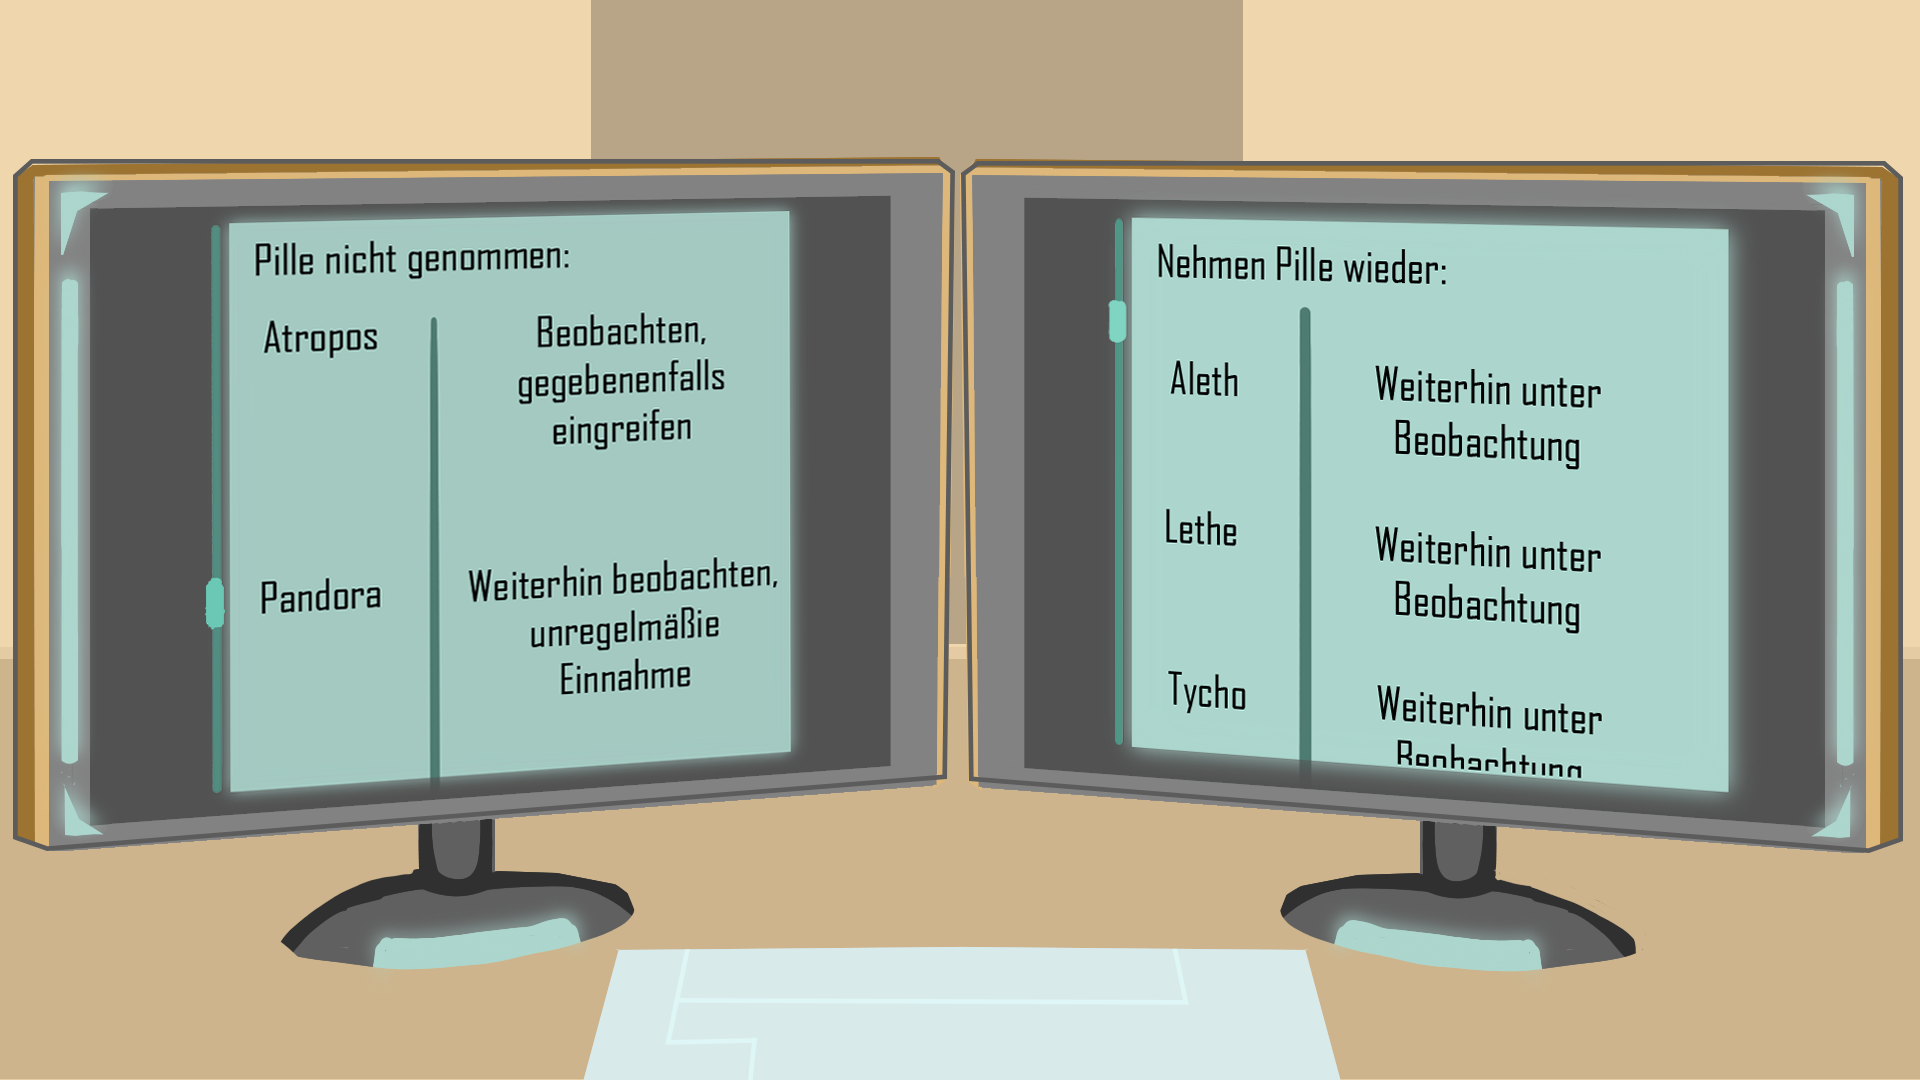 Pille nicht genommen:
Atropos
Beobachten,
gegebenenfalls
eingreifen
Pandora
Weiterhin beobachten,
unregelmäßie
Einnahme
Nehmen Pille wieder:
Aleth
Weiterhin unter
Beobachtung
Lethe
Weiterhin unter
Beobachtung
Tycho
Weiterhin unter
Beobachtung